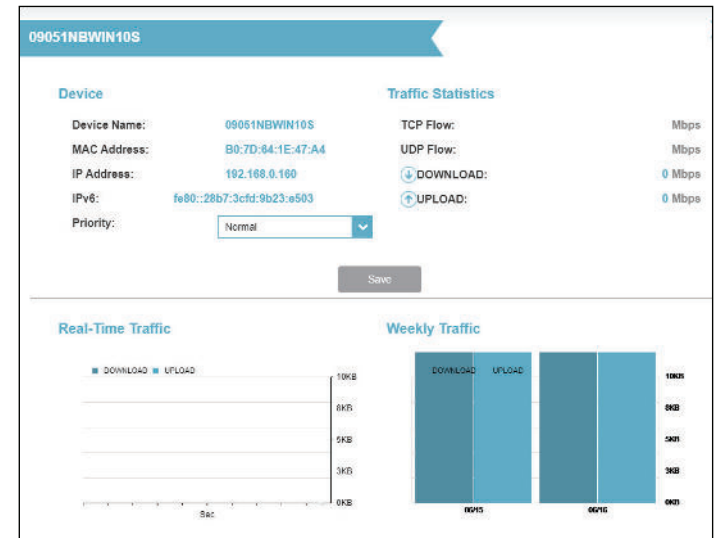 09051NBWIN10S
Device
Device Name: 09051NBWIN10S
MAC Address: B0:7D:64:1E:47:A4
IP Address: 192.168.0.160
IPv6: fe80::28b7:3cfd:9b23:e503
Priority: Normal
Traffic Statistics
TCP Flow: Mbps
UDP Flow: Mbps
DOWNLOAD: 0 Mbps
UPLOAD: 0 Mbps
Save
Real-Time Traffic
DOWNLOAD UPLOAD
10KB
8KB
5KB
3KB
0KB
Sec
Weekly Traffic
DOWNLOAD UPLOAD
10KB
8KB
5KB
3KB
0KB
06/15 06/16